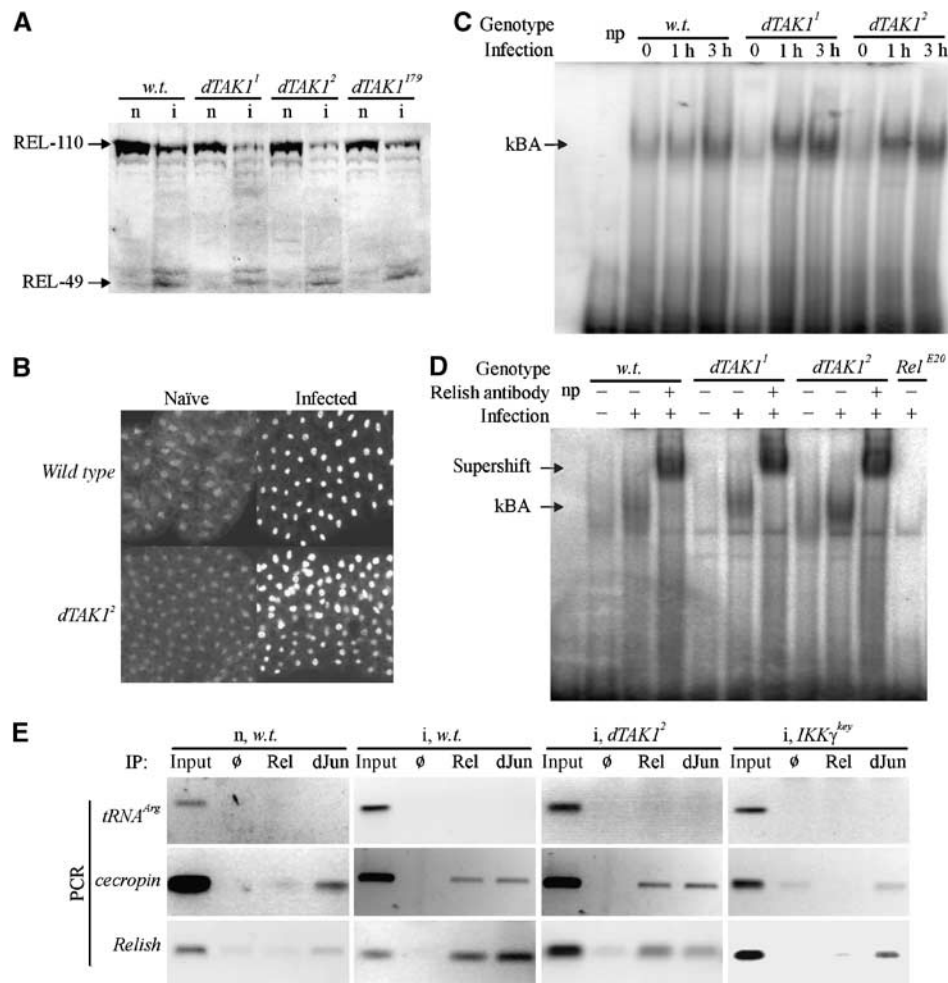 A
w.t. dTAK1¹ dTAK1² dTAK1¹⁷⁹
n i n i n i n i
REL-110
REL-49
B
Naïve Infected
Wild type
dTAK1²
C
Genotype w.t. dTAK1¹ dTAK1²
Infection np 0 1 h 3 h 0 1 h 3 h 0 1 h 3 h
kBA
D
Genotype w.t. dTAK1¹ dTAK1² Rel^E20
Relish antibody np − − + − − + − − + −
Infection − + + − + + − + + +
Supershift
kBA
E
n, w.t. i, w.t. i, dTAK1² i, IKKγ^key
IP: Input ø Rel dJun Input ø Rel dJun Input ø Rel dJun Input ø Rel dJun
PCR
tRNA^Arg
cecropin
Relish